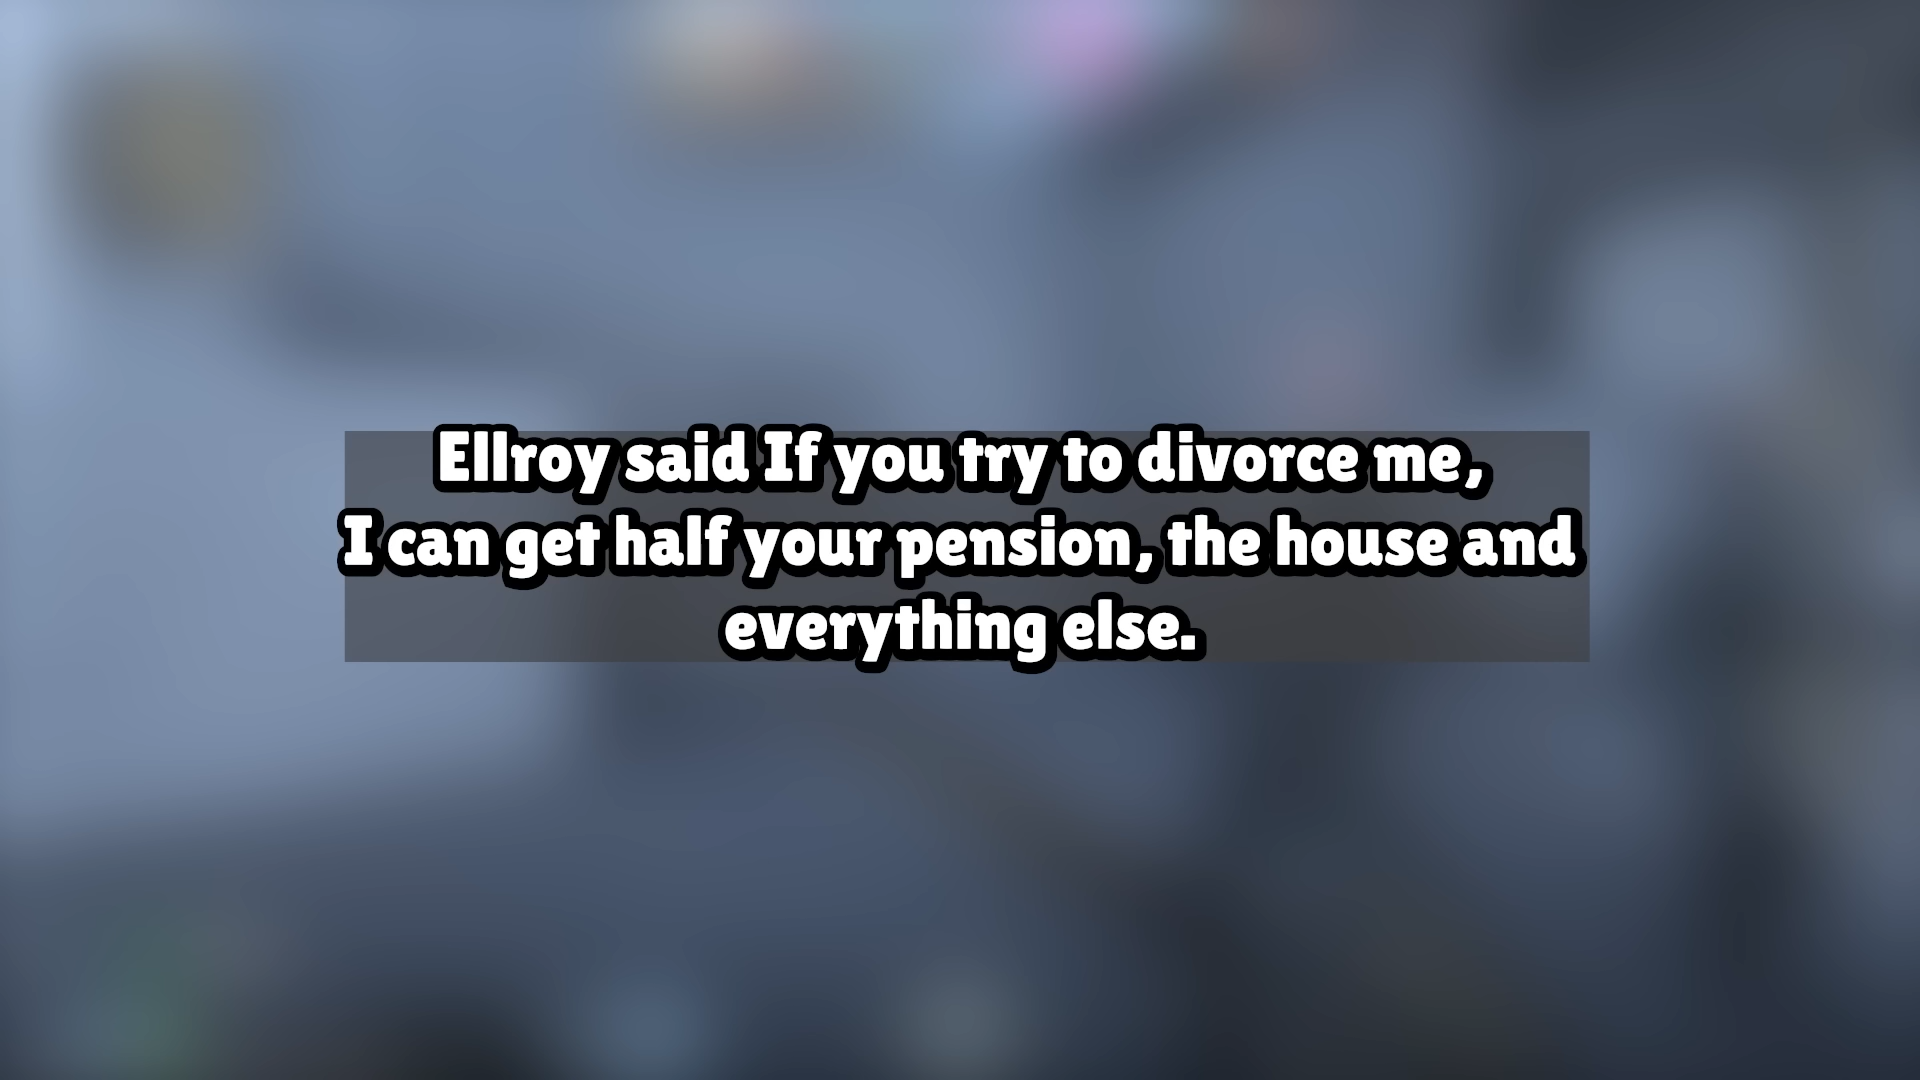 Ellroy said If you try to divorce me,
I can get half your pension, the house and
everything else.